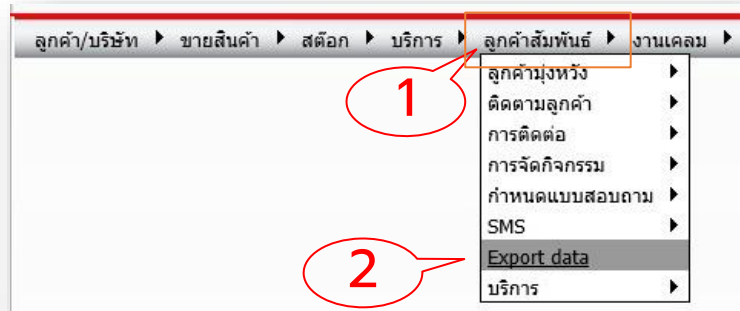 ลูกค้า/บริษัท ขายสินค้า สต๊อก บริการ ลูกค้าสัมพันธ์ งานเคลม
1
ลูกค้ามุ่งหวัง
ติดตามลูกค้า
การติดต่อ
การจัดกิจกรรม
กำหนดแบบสอบถาม
SMS
2
Export data
บริการ